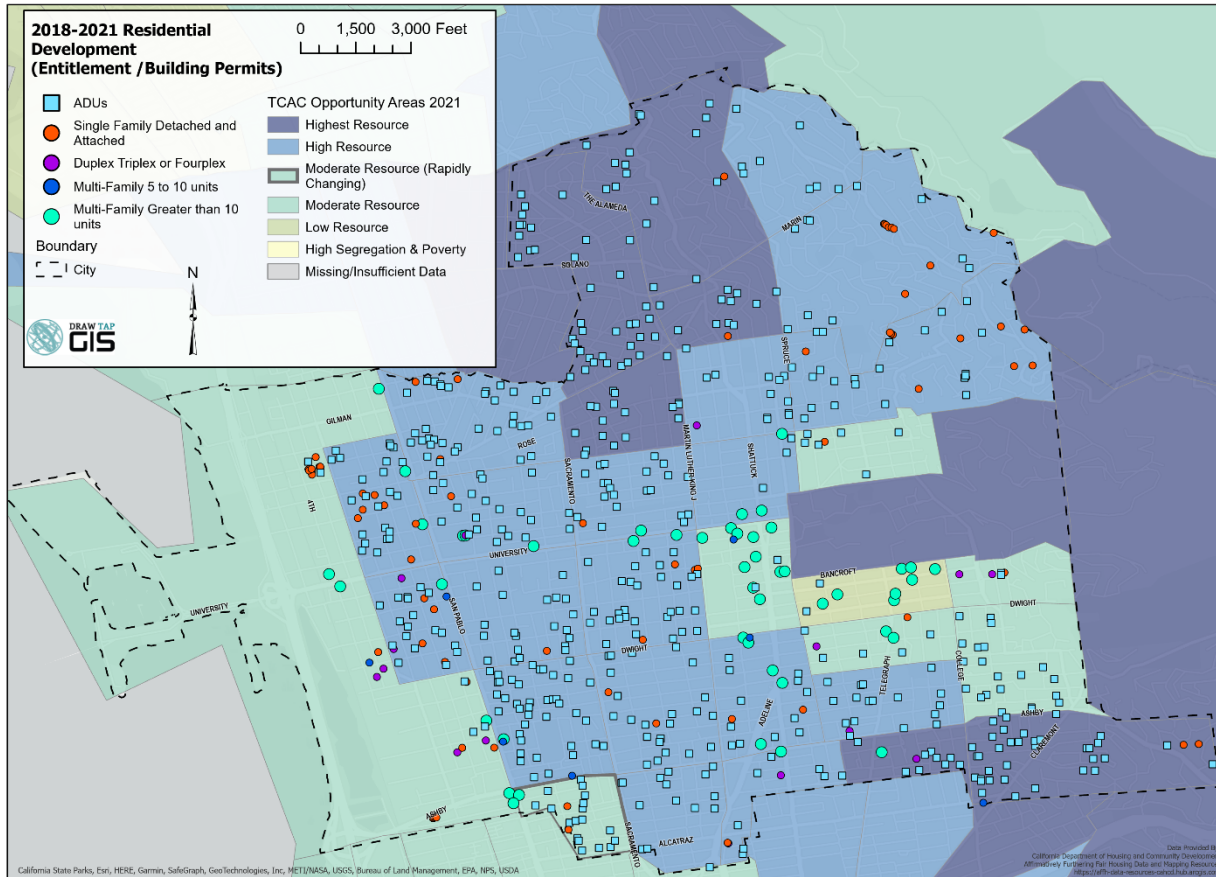 2018-2021 Residential
Development
(Entitlement /Building Permits)
0 1,500 3,000 Feet
ADUs
Single Family Detached and
Attached
Duplex Triplex or Fourplex
Multi-Family 5 to 10 units
Multi-Family Greater than 10
units
Boundary
City
N
DRAW TAP
GIS
TCAC Opportunity Areas 2021
Highest Resource
High Resource
Moderate Resource (Rapidly
Changing)
Moderate Resource
Low Resource
High Segregation & Poverty
Missing/Insufficient Data
THE ALAMEDA
MARIN
SOLANO
SPRUCE
GILMAN
ROSE
SACRAMENTO
MARTIN LUTHER KING J
SHATTUCK
4TH
UNIVERSITY
UNIVERSITY
BANCROFT
SAN PABLO
DWIGHT
DWIGHT
TELEGRAPH
COLLEGE
ADELINE
ASHBY
CLAREMONT
ASHBY
SACRAMENTO
ALCATRAZ
California State Parks, Esri, HERE, Garmin, SafeGraph, GeoTechnologies, Inc, METI/NASA, USGS, Bureau of Land Management, EPA, NPS, USDA
Data Provided
California Department of Housing and Community Developme
Affirmatively Furthering Fair Housing Data and Mapping Resource